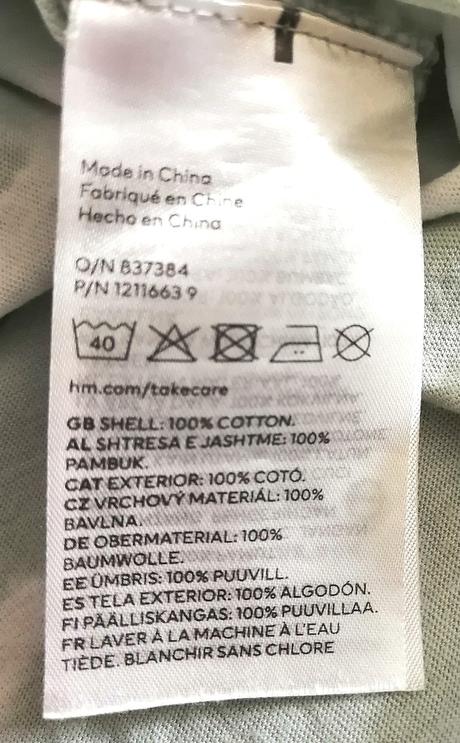 Made in China
Fabriqué en Chine
Hecho en China
O/N 837384
P/N 1211663 9
40
hm.com/takecare
GB SHELL: 100% COTTON.
AL SHTRESA E JASHTME: 100%
PAMBUK.
CAT EXTERIOR: 100% COTÓ.
CZ VRCHOVÝ MATERIÁL: 100%
BAVLNA.
DE OBERMATERIAL: 100%
BAUMWOLLE.
EE ÜMBRIS: 100% PUUVILL.
ES TELA EXTERIOR: 100% ALGODÓN.
FI PÄÄLLISKANGAS: 100% PUUVILLAA.
FR LAVER À LA MACHINE À L'EAU
TIÈDE. BLANCHIR SANS CHLORE